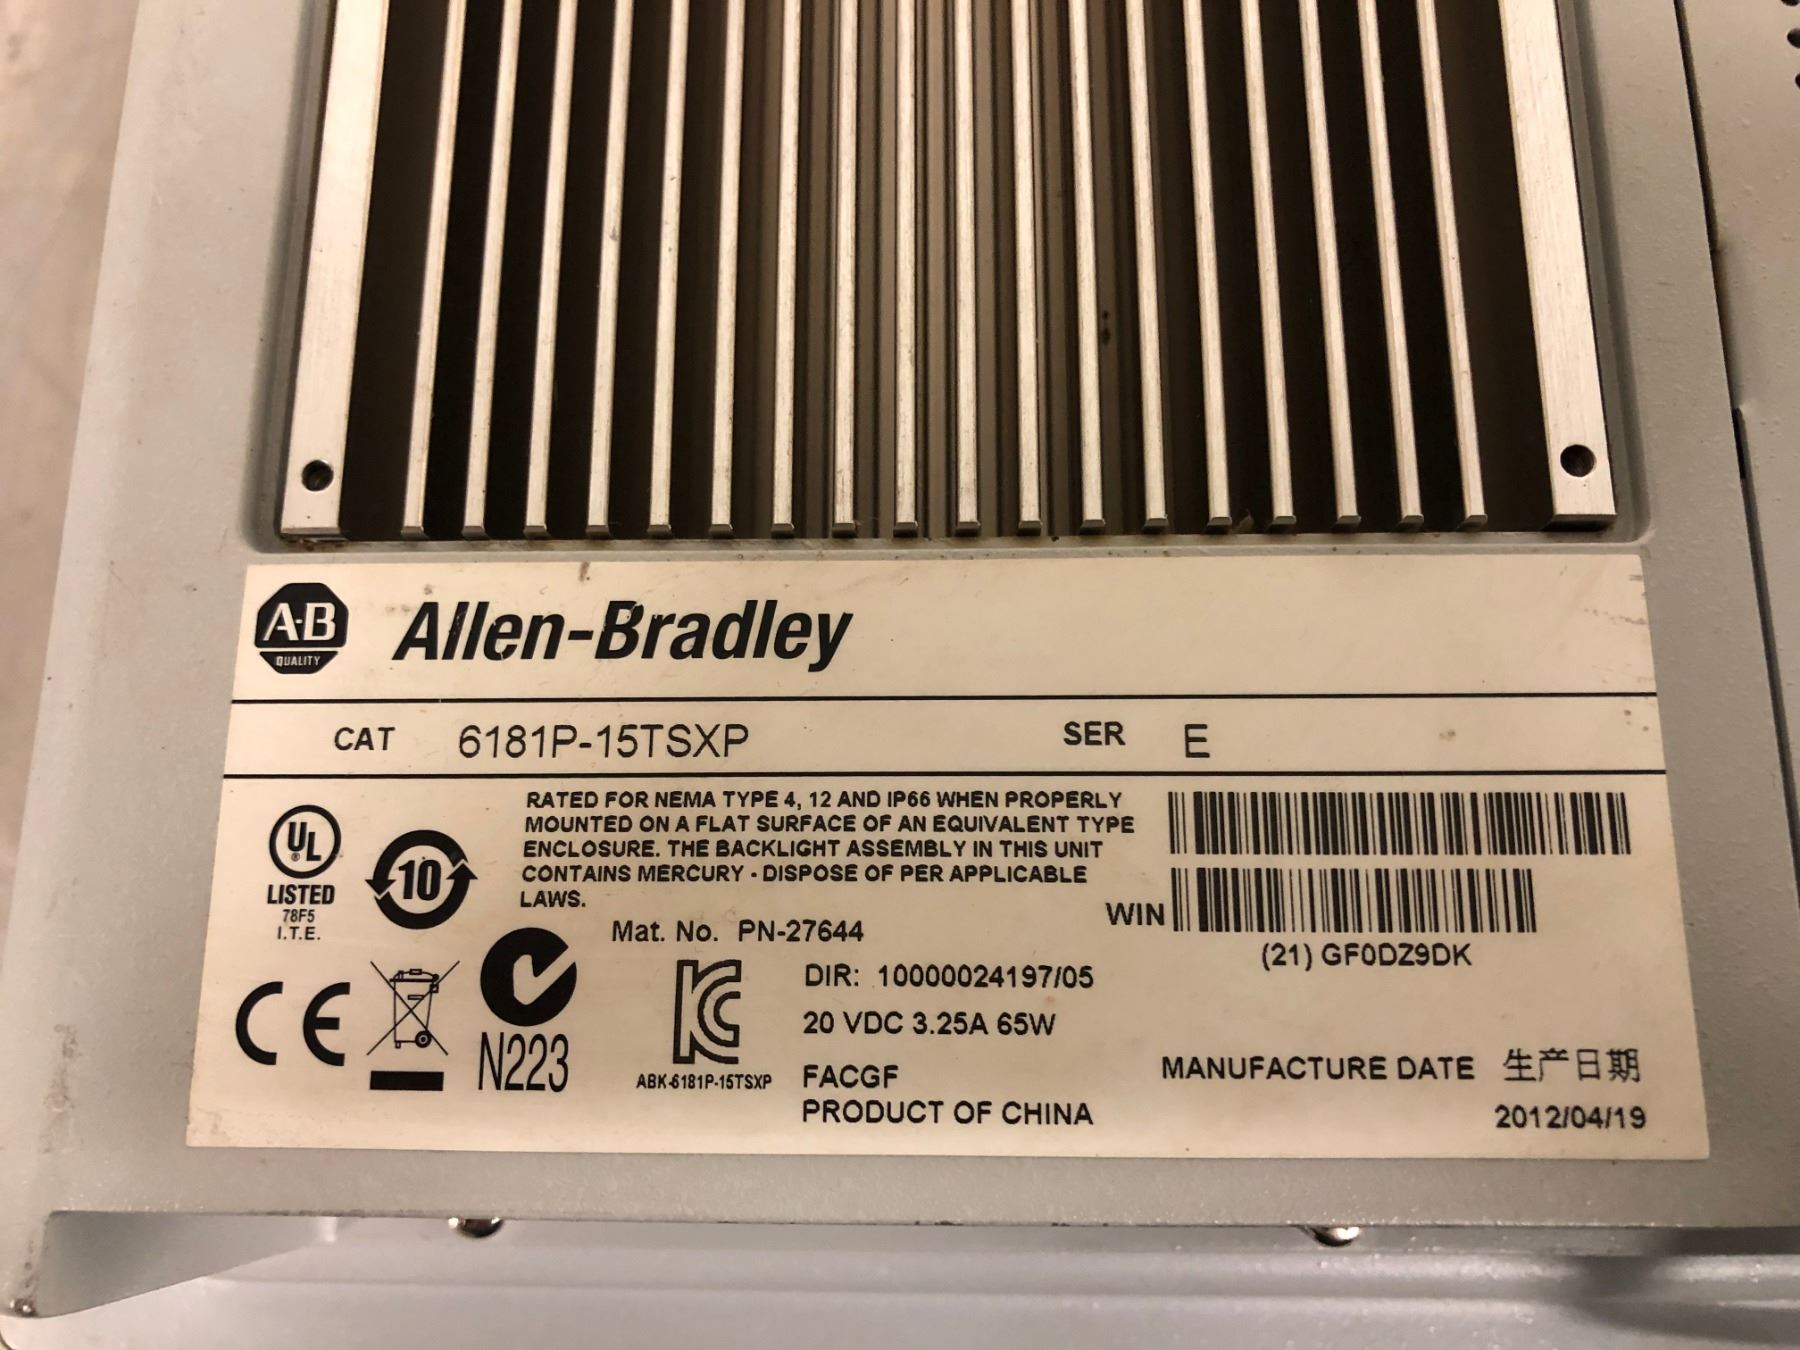 A-B
QUALITY
Allen-Bradley
CAT 6181P-15TSXP SER E
RATED FOR NEMA TYPE 4, 12 AND IP66 WHEN PROPERLY
MOUNTED ON A FLAT SURFACE OF AN EQUIVALENT TYPE
ENCLOSURE. THE BACKLIGHT ASSEMBLY IN THIS UNIT
CONTAINS MERCURY - DISPOSE OF PER APPLICABLE
LAWS.
UL
LISTED
78F5
I.T.E.
10
Mat. No. PN-27644
WIN
(21) GF0DZ9DK
CE
N223
KC
ABK-6181P-15TSXP
DIR: 10000024197/05
20 VDC 3.25A 65W
FACGF
PRODUCT OF CHINA
MANUFACTURE DATE 生产日期
2012/04/19